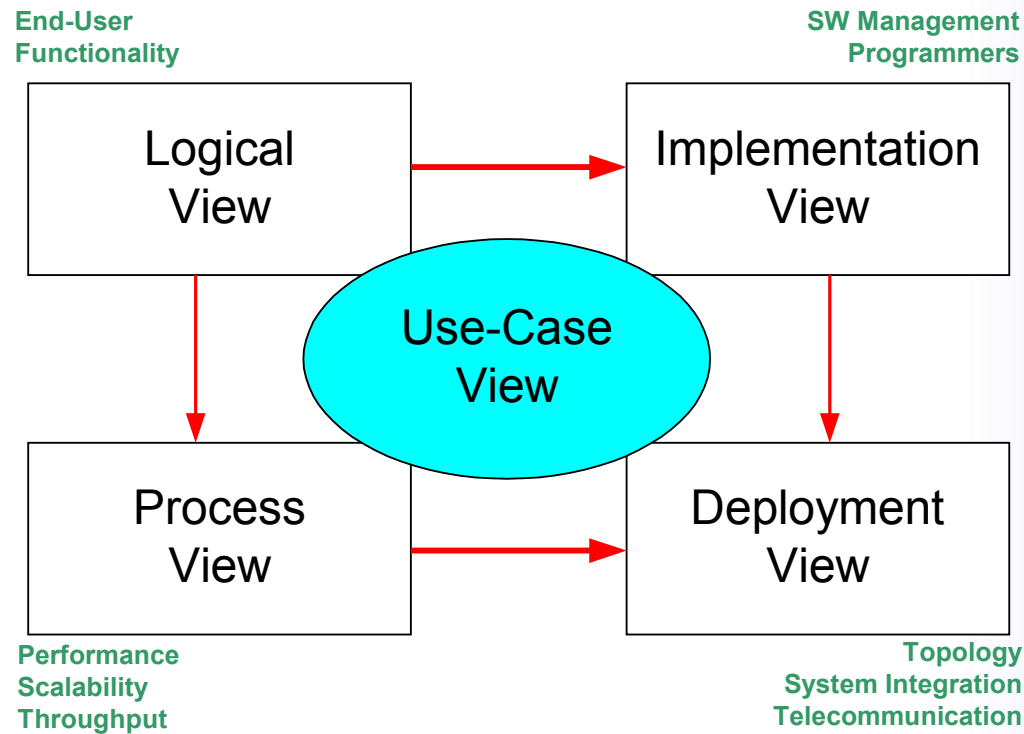 End-User
Functionality
SW Management
Programmers
Logical
View
Implementation
View
Use-Case
View
Process
View
Deployment
View
Performance
Scalability
Throughput
Topology
System Integration
Telecommunication